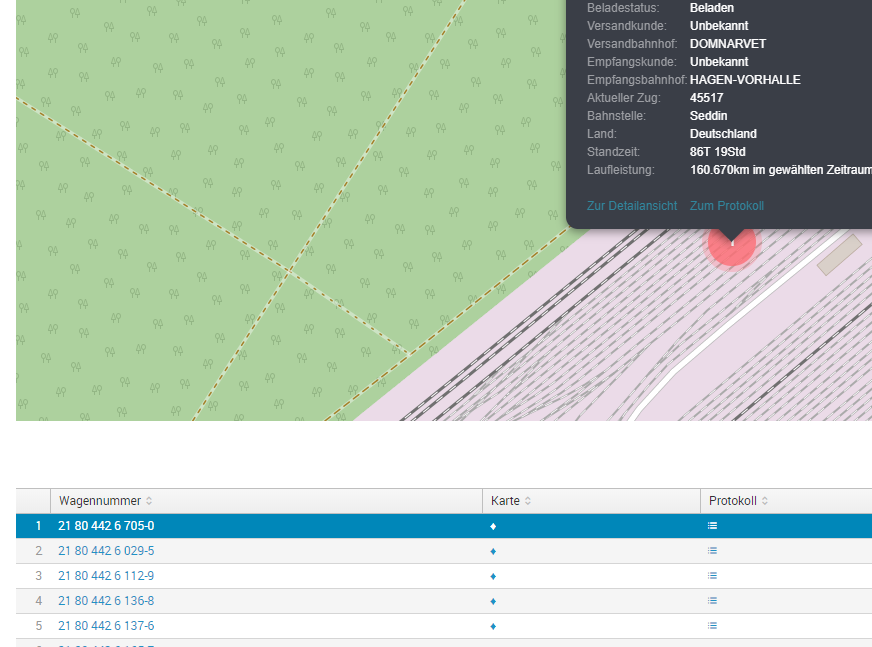 Beladestatus: Beladen
Versandkunde: Unbekannt
Versandbahnhof: DOMNARVET
Empfangskunde: Unbekannt
Empfangsbahnhof: HAGEN-VORHALLE
Aktueller Zug: 45517
Bahnstelle: Seddin
Land: Deutschland
Standzeit: 86T 19Std
Laufleistung: 160.670km im gewählten Zeitraum
Zur Detailansicht Zum Protokoll
Wagennummer Karte Protokoll
1 21 80 442 6 705-0
2 21 80 442 6 029-5
3 21 80 442 6 112-9
4 21 80 442 6 136-8
5 21 80 442 6 137-6